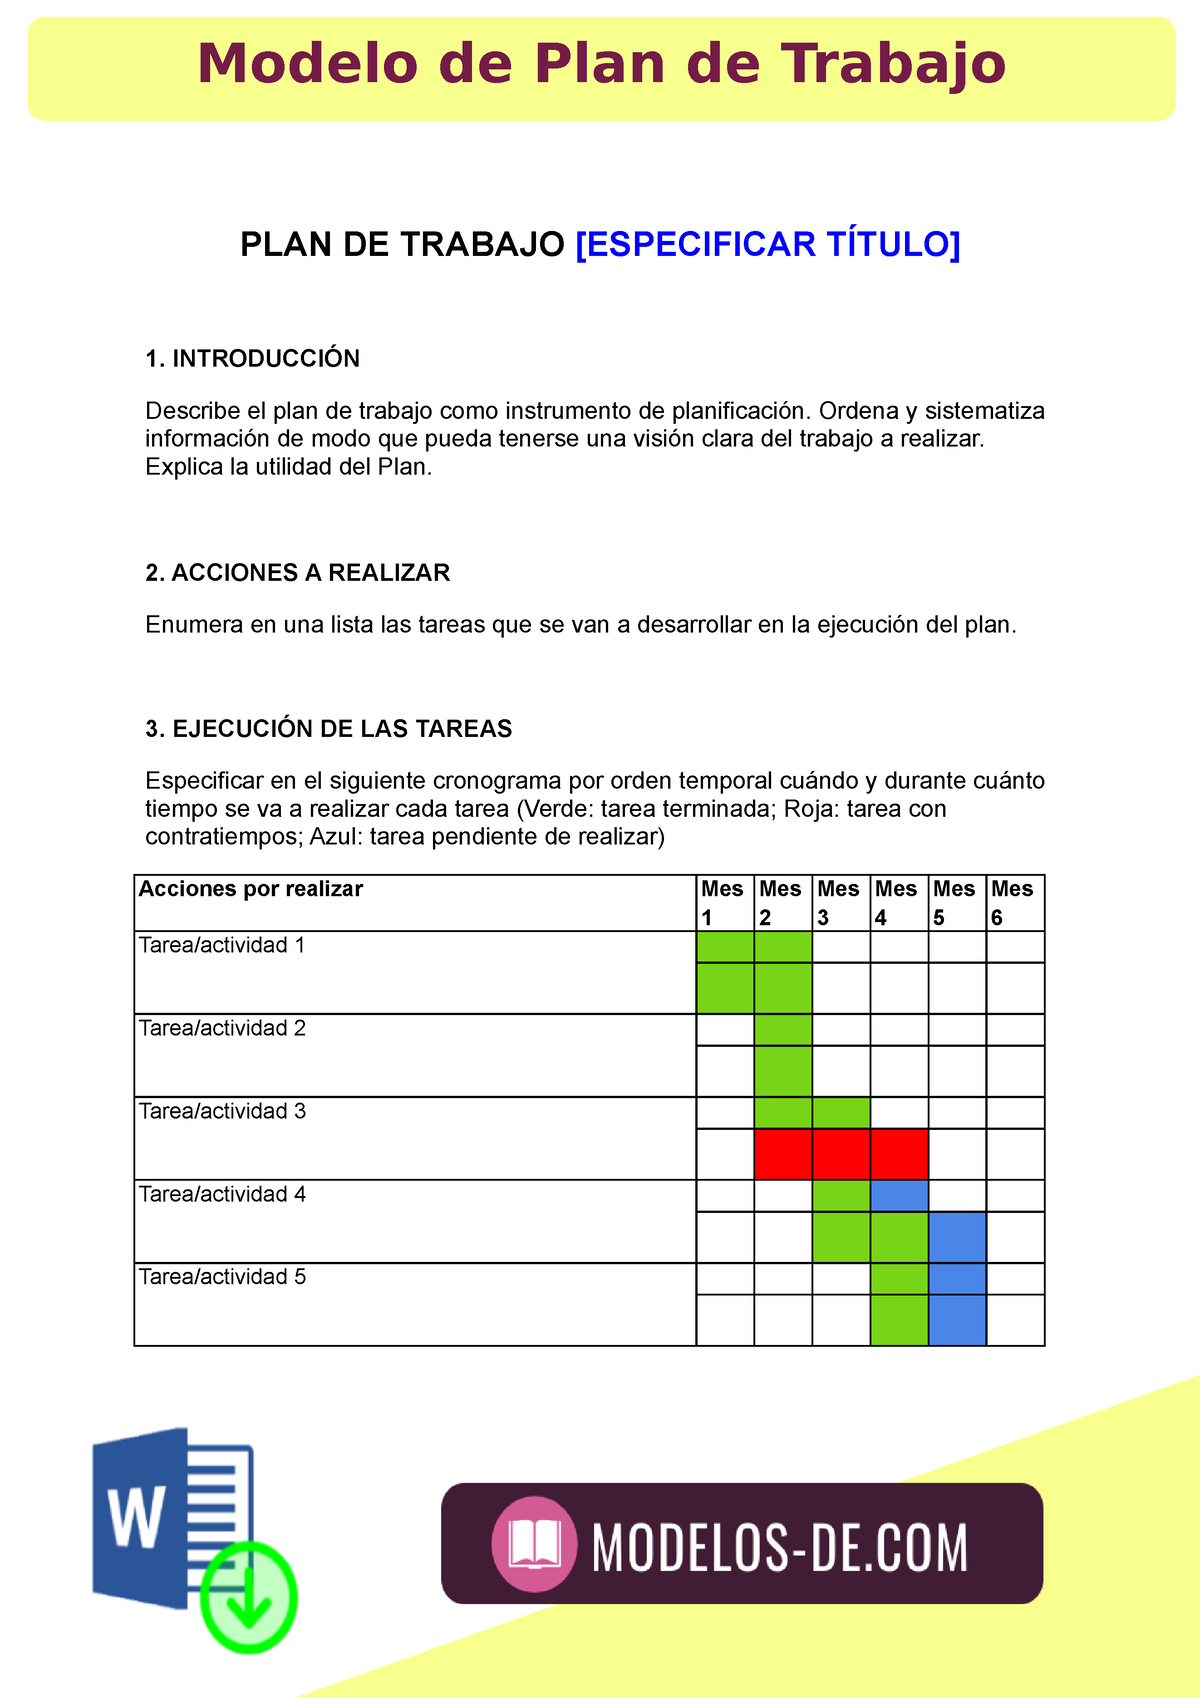 Modelo de Plan de Trabajo
PLAN DE TRABAJO [ESPECIFICAR TÍTULO]
1. INTRODUCCIÓN
Describe el plan de trabajo como instrumento de planificación. Ordena y sistematiza
información de modo que pueda tenerse una visión clara del trabajo a realizar.
Explica la utilidad del Plan.
2. ACCIONES A REALIZAR
Enumera en una lista las tareas que se van a desarrollar en la ejecución del plan.
3. EJECUCIÓN DE LAS TAREAS
Especificar en el siguiente cronograma por orden temporal cuándo y durante cuánto
tiempo se va a realizar cada tarea (Verde: tarea terminada; Roja: tarea con
contratiempos; Azul: tarea pendiente de realizar)
Acciones por realizar Mes 1 Mes 2 Mes 3 Mes 4 Mes 5 Mes 6
Tarea/actividad 1
Tarea/actividad 2
Tarea/actividad 3
Tarea/actividad 4
Tarea/actividad 5
W
MODELOS-DE.COM